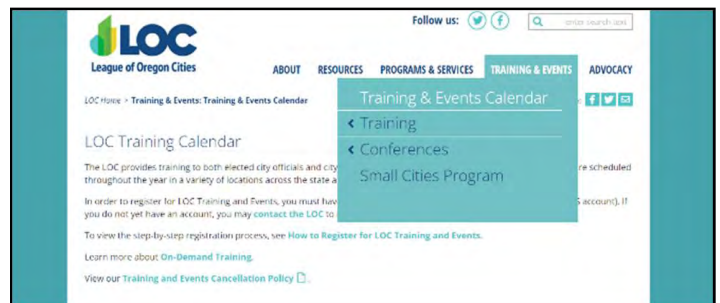 Follow us:
enter search text
LOC
League of Oregon Cities
ABOUT RESOURCES PROGRAMS & SERVICES TRAINING & EVENTS ADVOCACY
LOC Home > Training & Events: Training & Events Calendar
Training & Events Calendar
Training
Conferences
Small Cities Program
LOC Training Calendar
The LOC provides training to both elected city officials and city re scheduled
throughout the year in a variety of locations across the state a
In order to register for LOC Training and Events, you must hav account). If
you do not yet have an account, you may contact the LOC to
To view the step-by-step registration process, see How to Register for LOC Training and Events.
Learn more about On-Demand Training.
View our Training and Events Cancellation Policy .